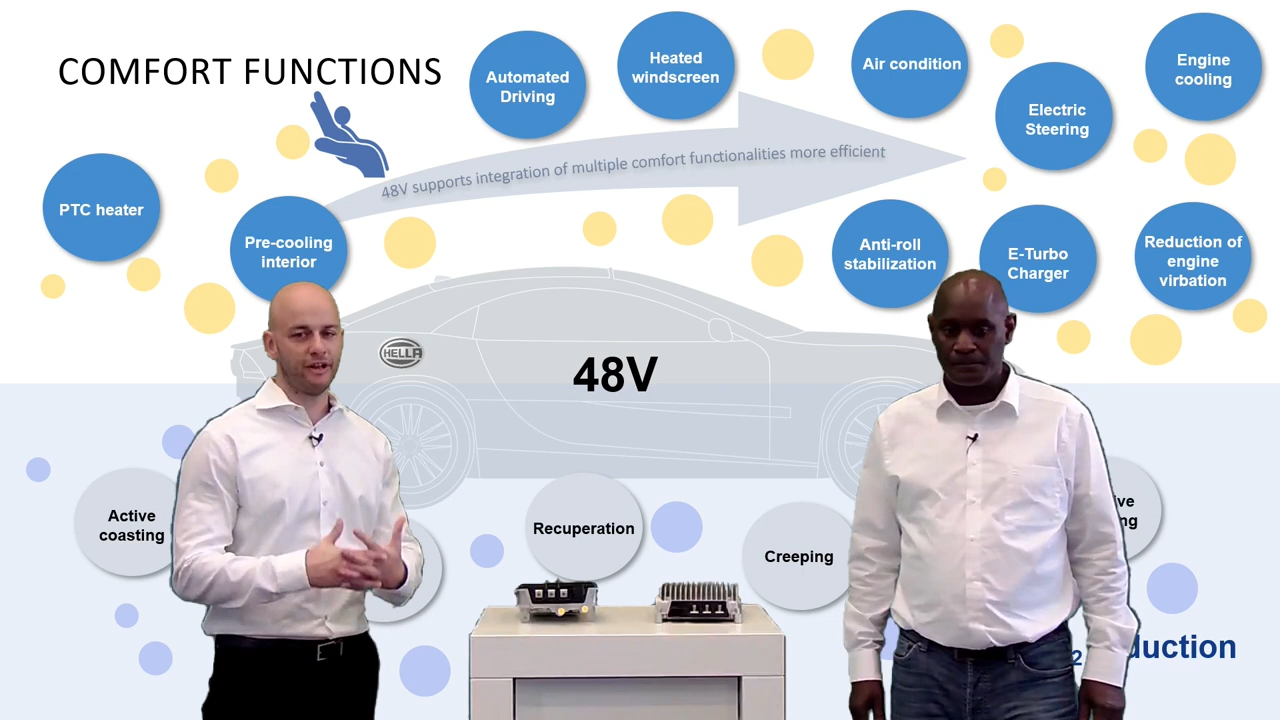 COMFORT FUNCTIONS
Automated
Driving
Heated
windscreen
Air condition
Engine
cooling
Electric
Steering
48V supports integration of multiple comfort functionalities more efficient
PTC heater
Pre-cooling
interior
Anti-roll
stabilization
E-Turbo
Charger
Reduction of
engine
virbation
HELLA
48V
Active
coasting
Recuperation
Creeping